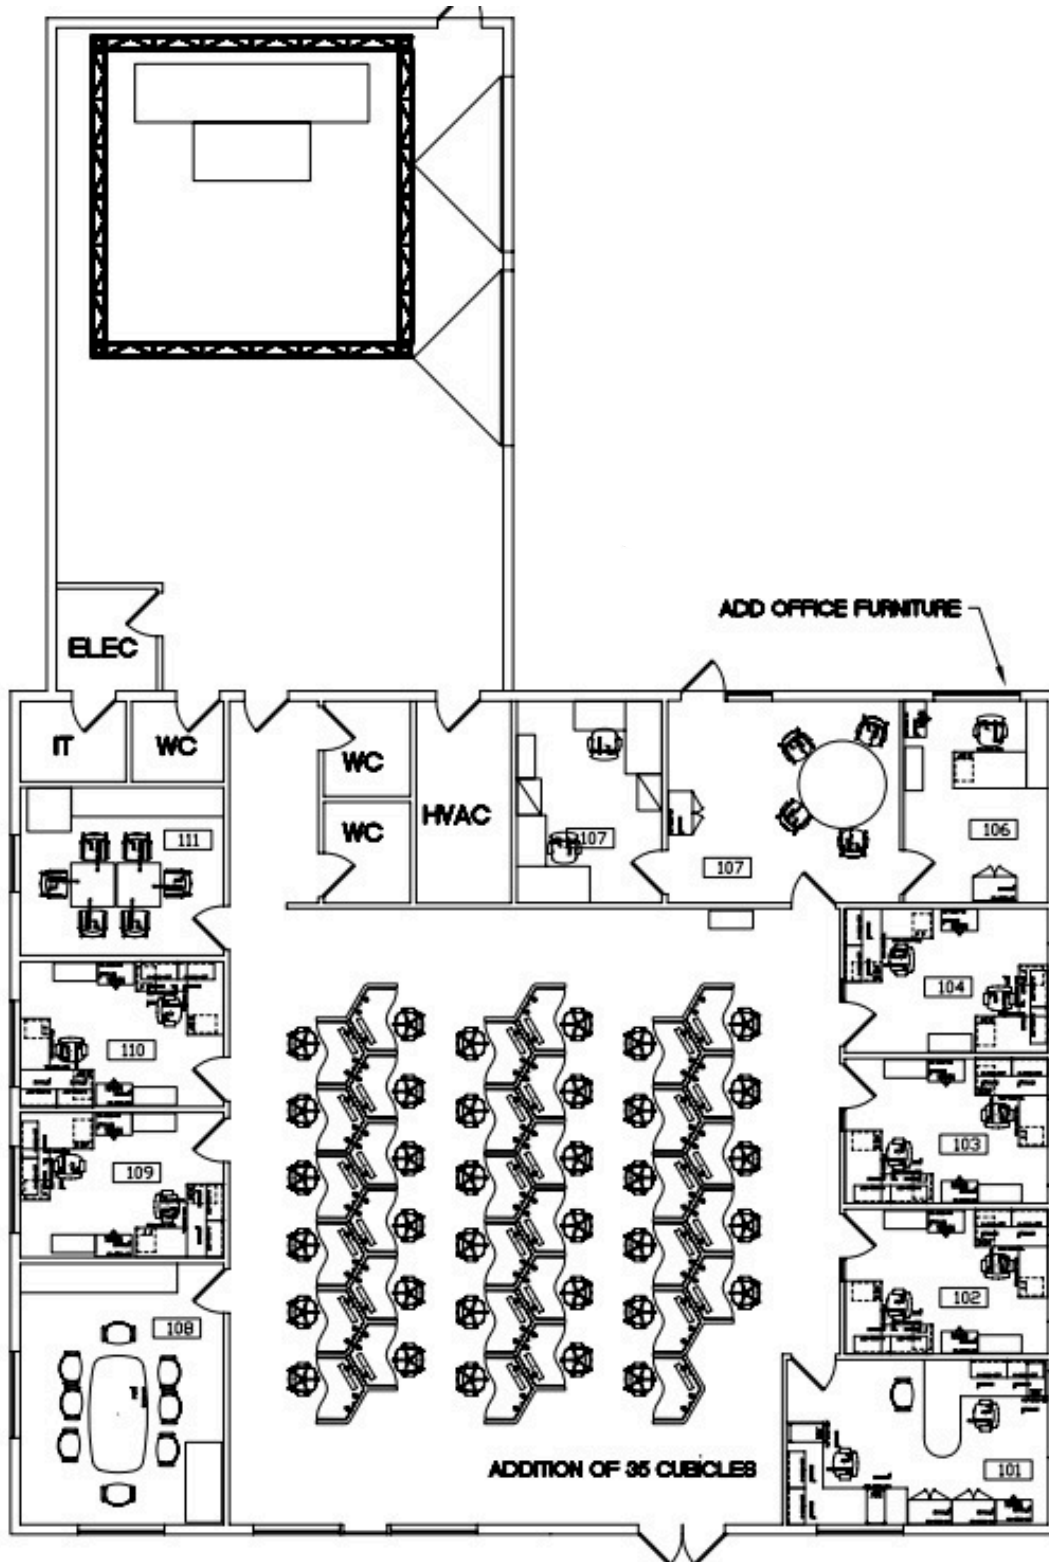 ELEC
ADD OFFICE FURNITURE
IT
WC
WC
WC
HVAC
111
107
107
106
104
110
103
109
102
108
101
ADDITION OF 35 CUBICLES